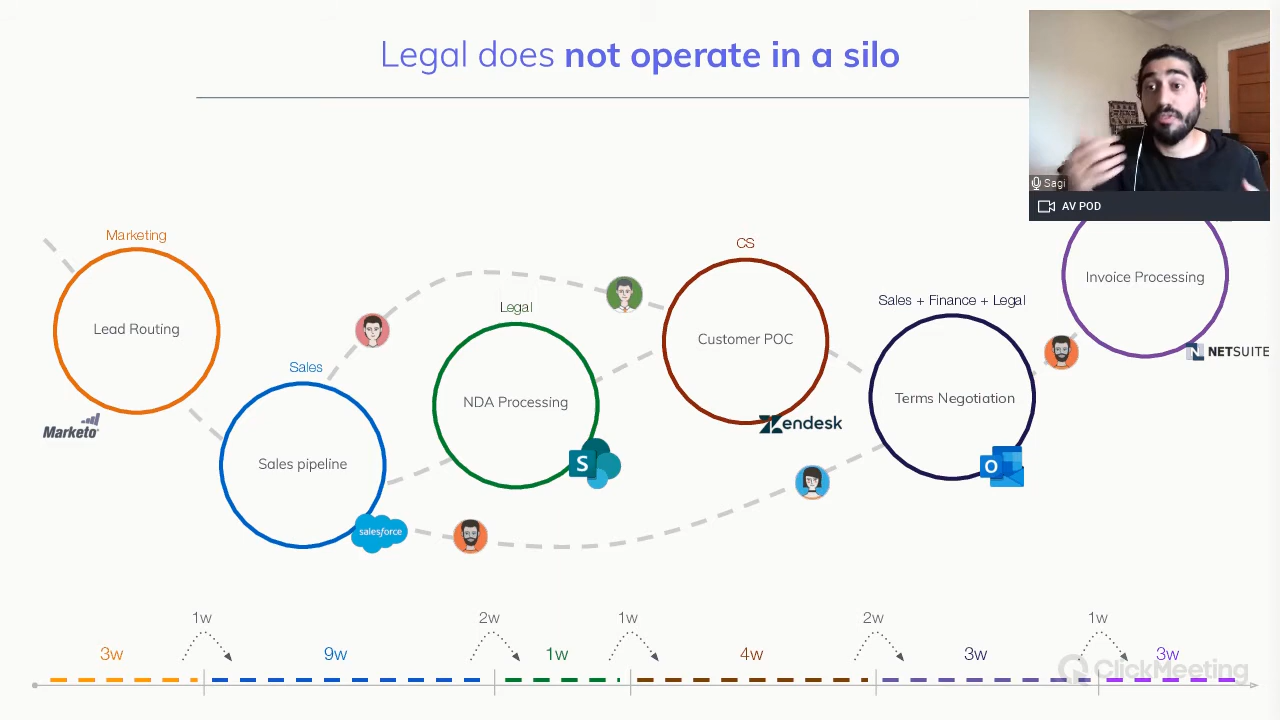 Legal does not operate in a silo
Sagi
AV POD
Marketing
Lead Routing
Marketo
Sales
Sales pipeline
salesforce
Legal
NDA Processing
S
CS
Customer POC
Zendesk
Sales + Finance + Legal
Terms Negotiation
O
Invoice Processing
N NETSUITE
1w
2w
1w
2w
1w
3w
9w
1w
4w
3w
3w
ClickMeeting